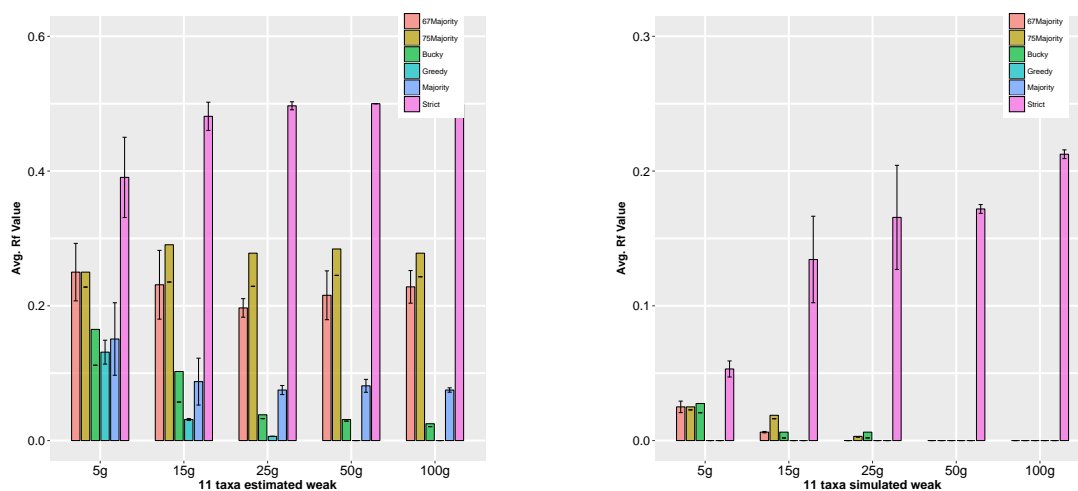 0.6
0.4
0.2
0.0
Avg. Rf Value
5g 15g 25g 50g 100g
11 taxa estimated weak
67Majority
75Majority
Bucky
Greedy
Majority
Strict
0.3
0.2
0.1
0.0
Avg. Rf Value
5g 15g 25g 50g 100g
11 taxa simulated weak
67Majority
75Majority
Bucky
Greedy
Majority
Strict